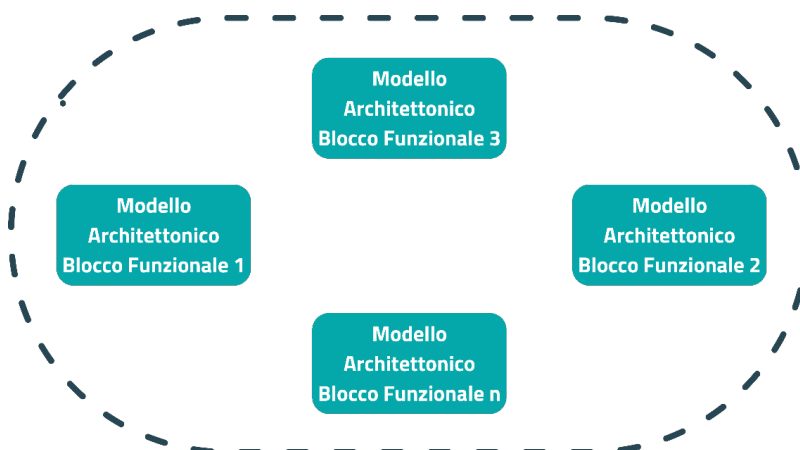 Modello
Architettonico
Blocco Funzionale 3
Modello
Architettonico
Blocco Funzionale 1
Modello
Architettonico
Blocco Funzionale 2
Modello
Architettonico
Blocco Funzionale n